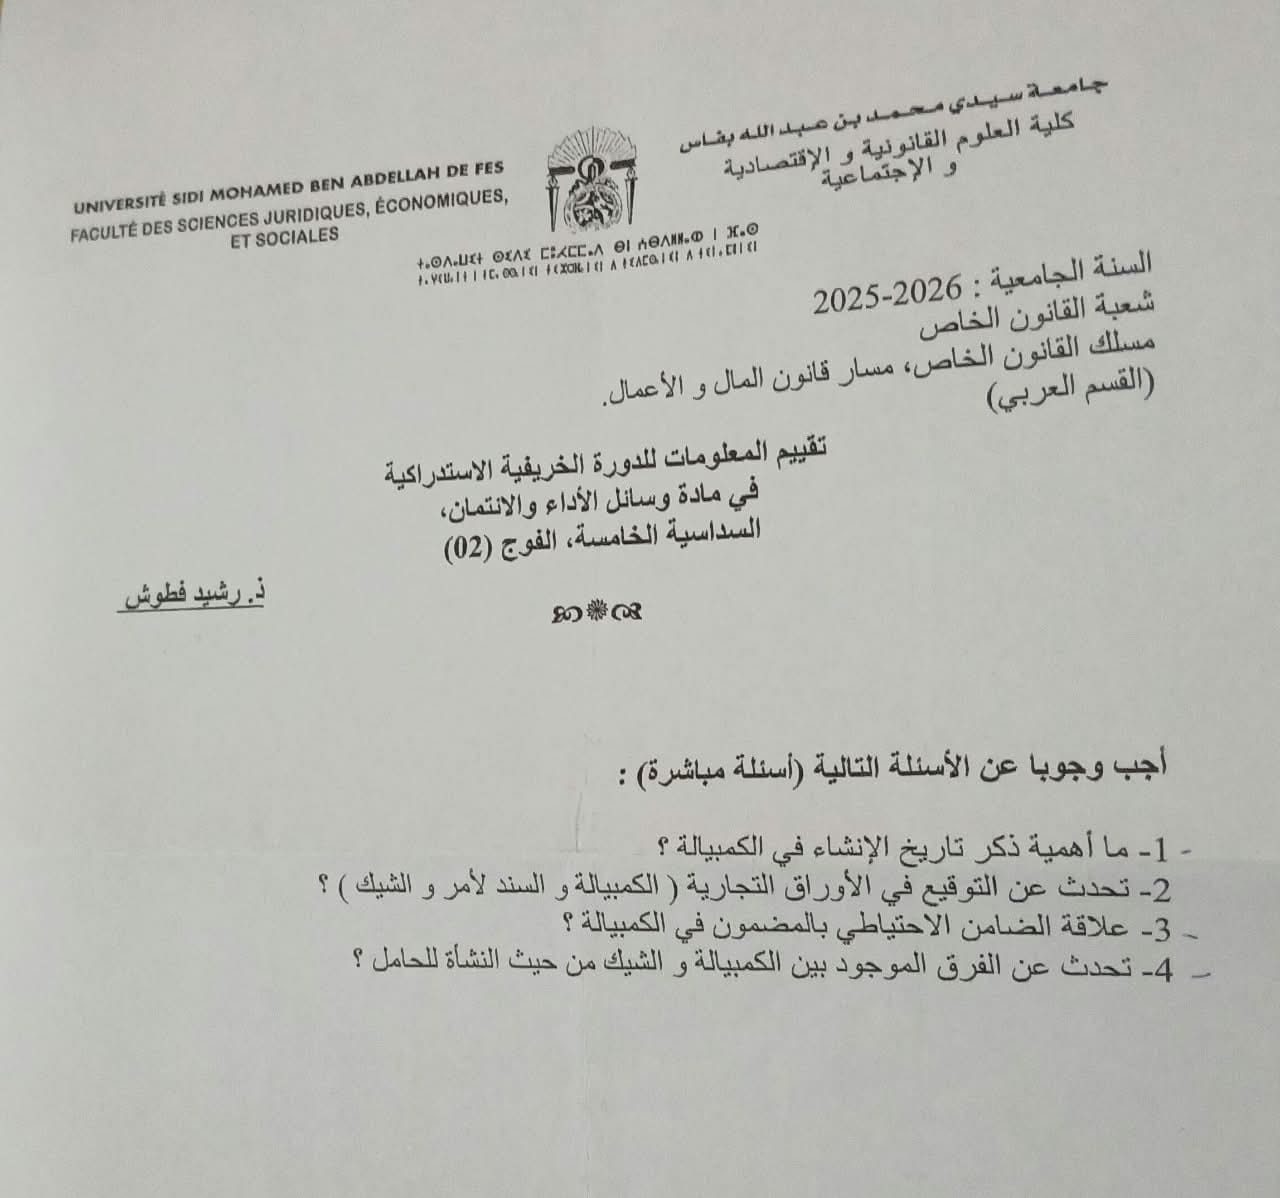 جامعة سيدي محمد بن عبد الله بفاس
كلية العلوم القانونية و الإقتصادية
و الإجتماعية
UNIVERSITÉ SIDI MOHAMED BEN ABDELLAH DE FES
FACULTÉ DES SCIENCES JURIDIQUES, ÉCONOMIQUES,
ET SOCIALES
السنة الجامعية : 2026-2025
شعبة القانون الخاص
مسلك القانون الخاص، مسار قانون المال و الأعمال.
(القسم العربي)
تقييم المعلومات للدورة الخريفية الاستدراكية
في مادة وسائل الأداء والائتمان،
السداسية الخامسة، الفوج (02)
ذ. رشيد فطوش
أجب وجوبا عن الأسئلة التالية (أسئلة مباشرة) :
1- ما أهمية ذكر تاريخ الإنشاء في الكمبيالة ؟
2- تحدث عن التوقيع في الأوراق التجارية ( الكمبيالة و السند لأمر و الشيك ) ؟
3- علاقة الضامن الاحتياطي بالمضمون في الكمبيالة ؟
4- تحدث عن الفرق الموجود بين الكمبيالة و الشيك من حيث النشأة للحامل ؟